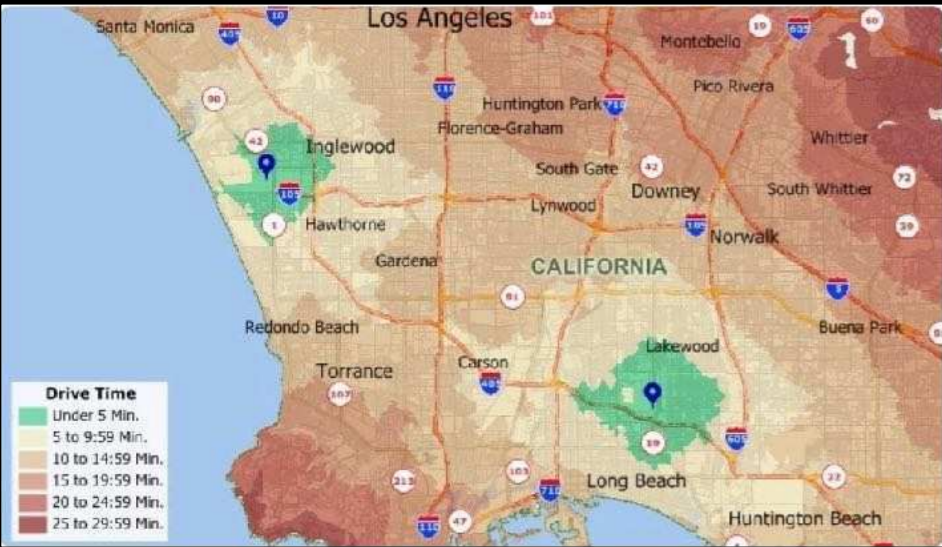 Los Angeles
Santa Monica
10
101
19
60
405
605
Montebello
90
110
Huntington Park
710
Pico Rivera
Florence-Graham
42
Inglewood
Whittier
South Gate
42
72
105
Downey
South Whittier
Lynwood
1
Hawthorne
105
Norwalk
39
Gardena
CALIFORNIA
5
91
Redondo Beach
Buena Park
Lakewood
Carson
405
Torrance
107
Drive Time
Under 5 Min.
5 to 9:59 Min.
10 to 14:59 Min.
15 to 19:59 Min.
20 to 24:59 Min.
25 to 29:59 Min.
19
605
213
103
Long Beach
22
710
110
47
Huntington Beach